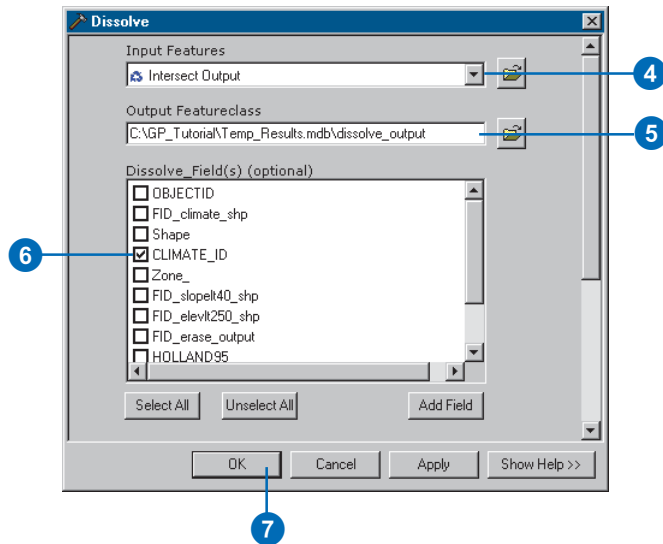 Dissolve
Input Features
Intersect Output
4
Output Featureclass
C:\GP_Tutorial\Temp_Results.mdb\dissolve_output
5
Dissolve_Field(s) (optional)
OBJECTID
FID_climate_shp
Shape
6
CLIMATE_ID
Zone_
FID_slopelt40_shp
FID_elevlt250_shp
FID_erase_output
HOLLAND95
Select All Unselect All Add Field
OK Cancel Apply Show Help >>
7